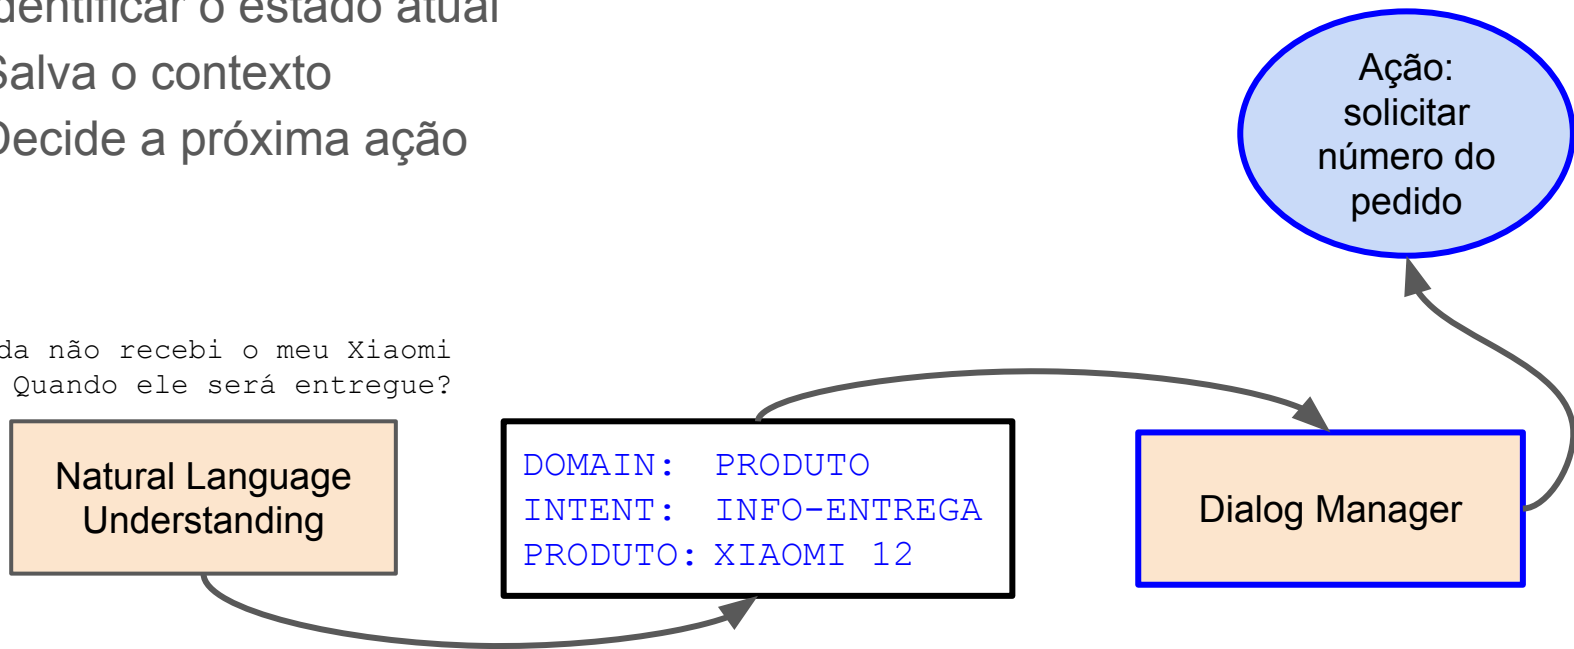 dentificar o estado atual
Salva o contexto
Decide a próxima ação
Ação:
solicitar
número do
pedido
da não recebi o meu Xiaomi
Quando ele será entregue?
Natural Language
Understanding
DOMAIN: PRODUTO
INTENT: INFO-ENTREGA
PRODUTO: XIAOMI 12
Dialog Manager